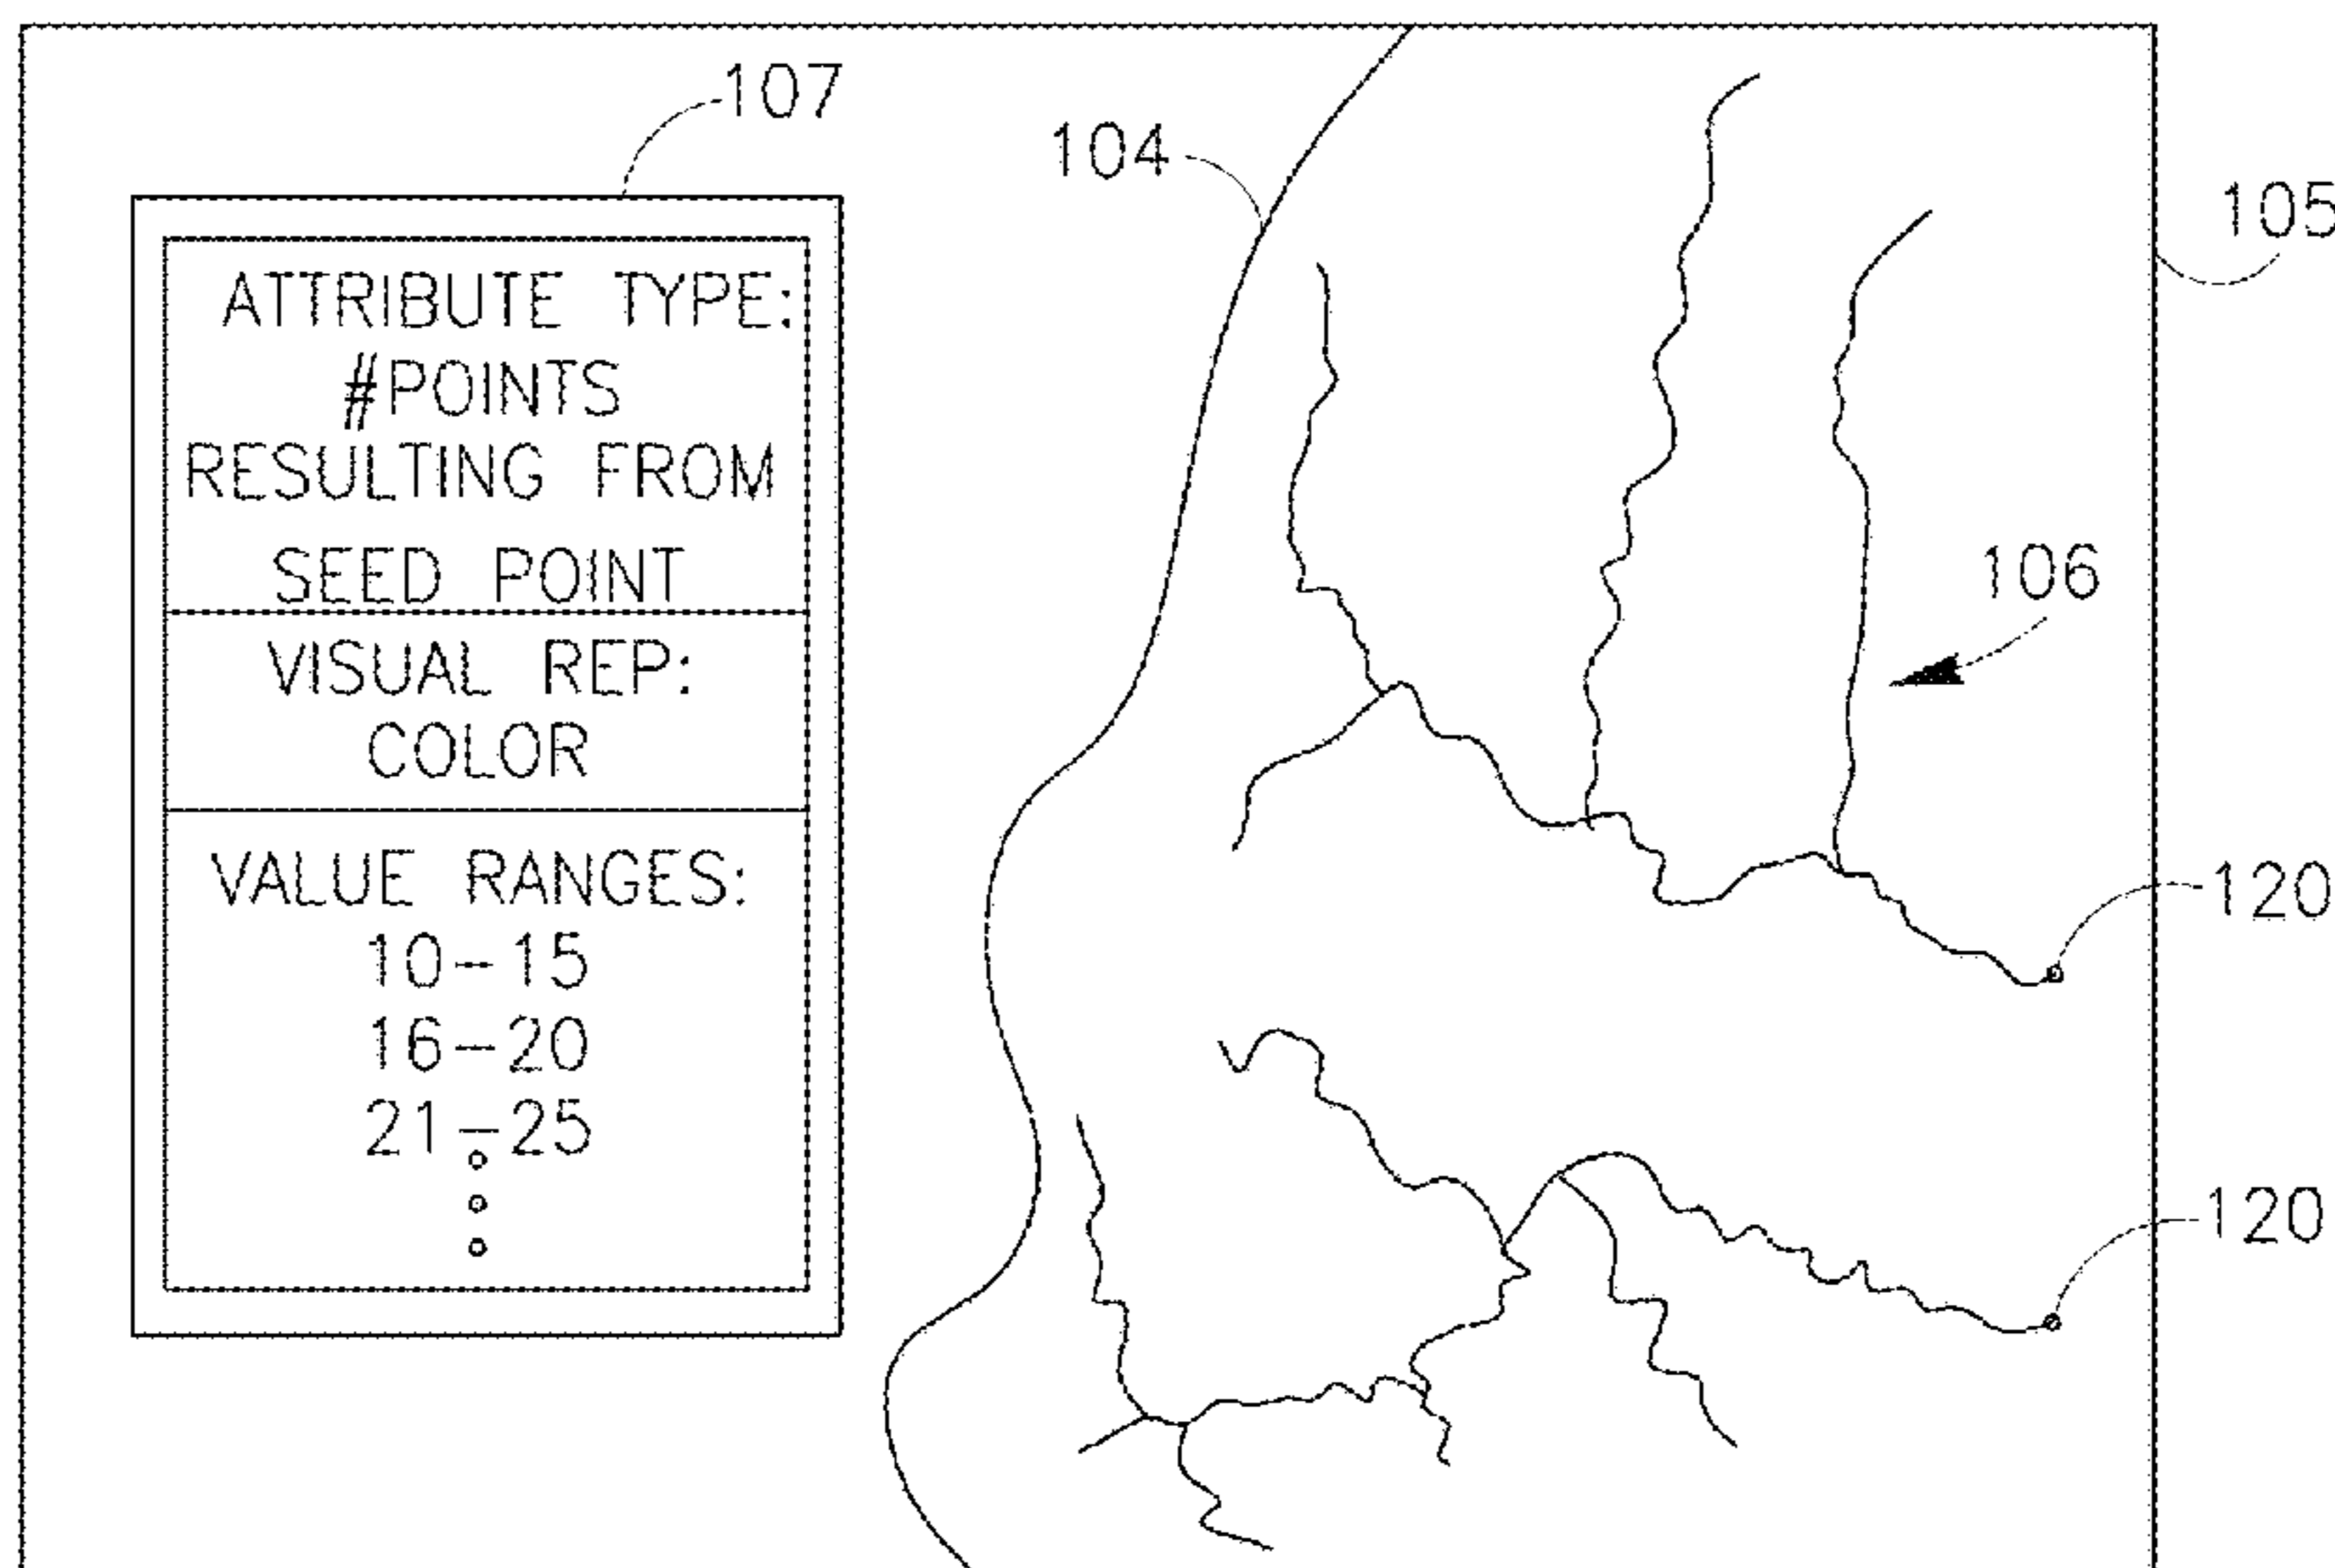 107
104
105
ATTRIBUTE TYPE:
#POINTS
RESULTING FROM
SEED POINT
VISUAL REP:
COLOR
VALUE RANGES:
10-15
16-20
21-25
106
120
120